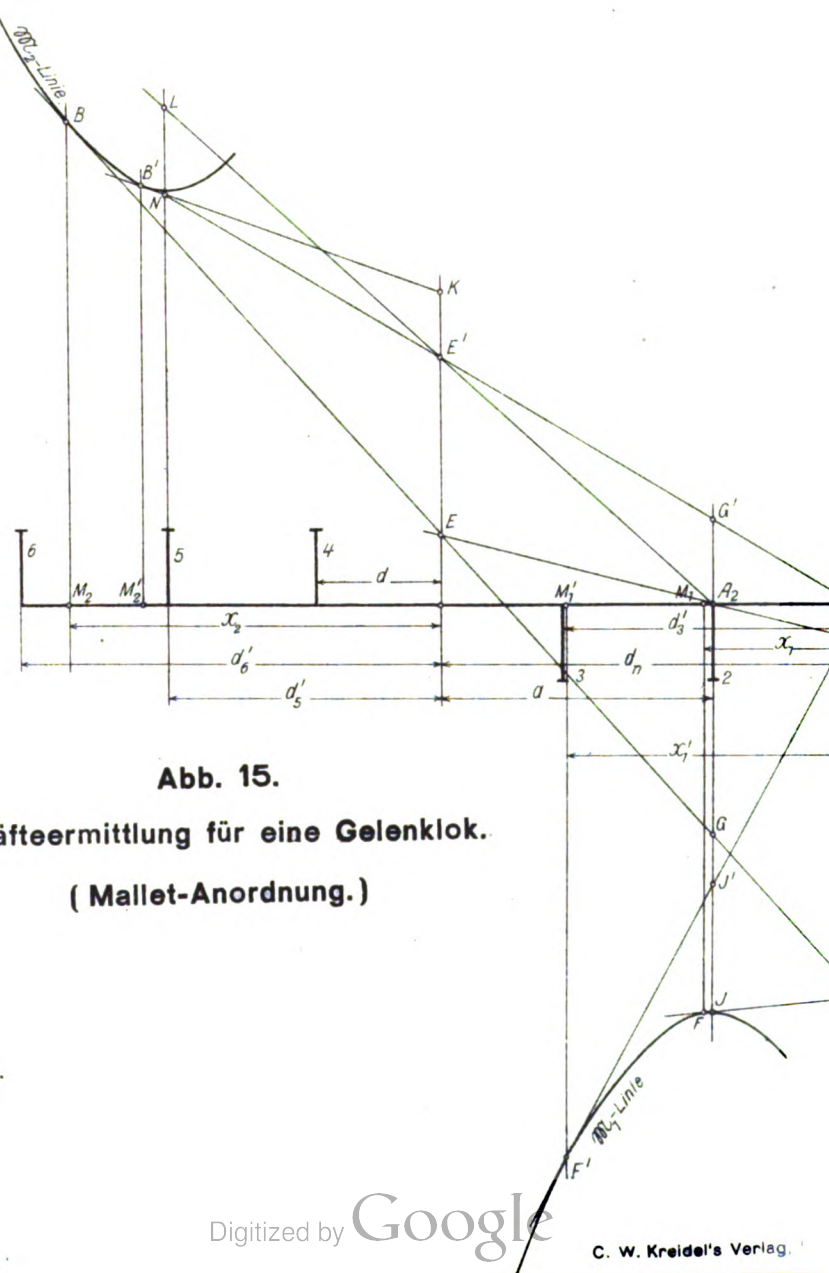 𝔐₂-Linie.
B
L
B'
N
K
E'
G'
E
6
5
4
M₂
M₂'
d
M₁'
M₁
A₂
x₂
d₃'
x₁
d₆'
dₙ
3
2
d₅'
a
x₁'
Abb. 15.
äfteermittlung für eine Gelenklok.
( Mallet-Anordnung. )
G
J'
J
F
𝔐₁-Linie
F'
Digitized by Google
C. W. Kreidel's Verlag.